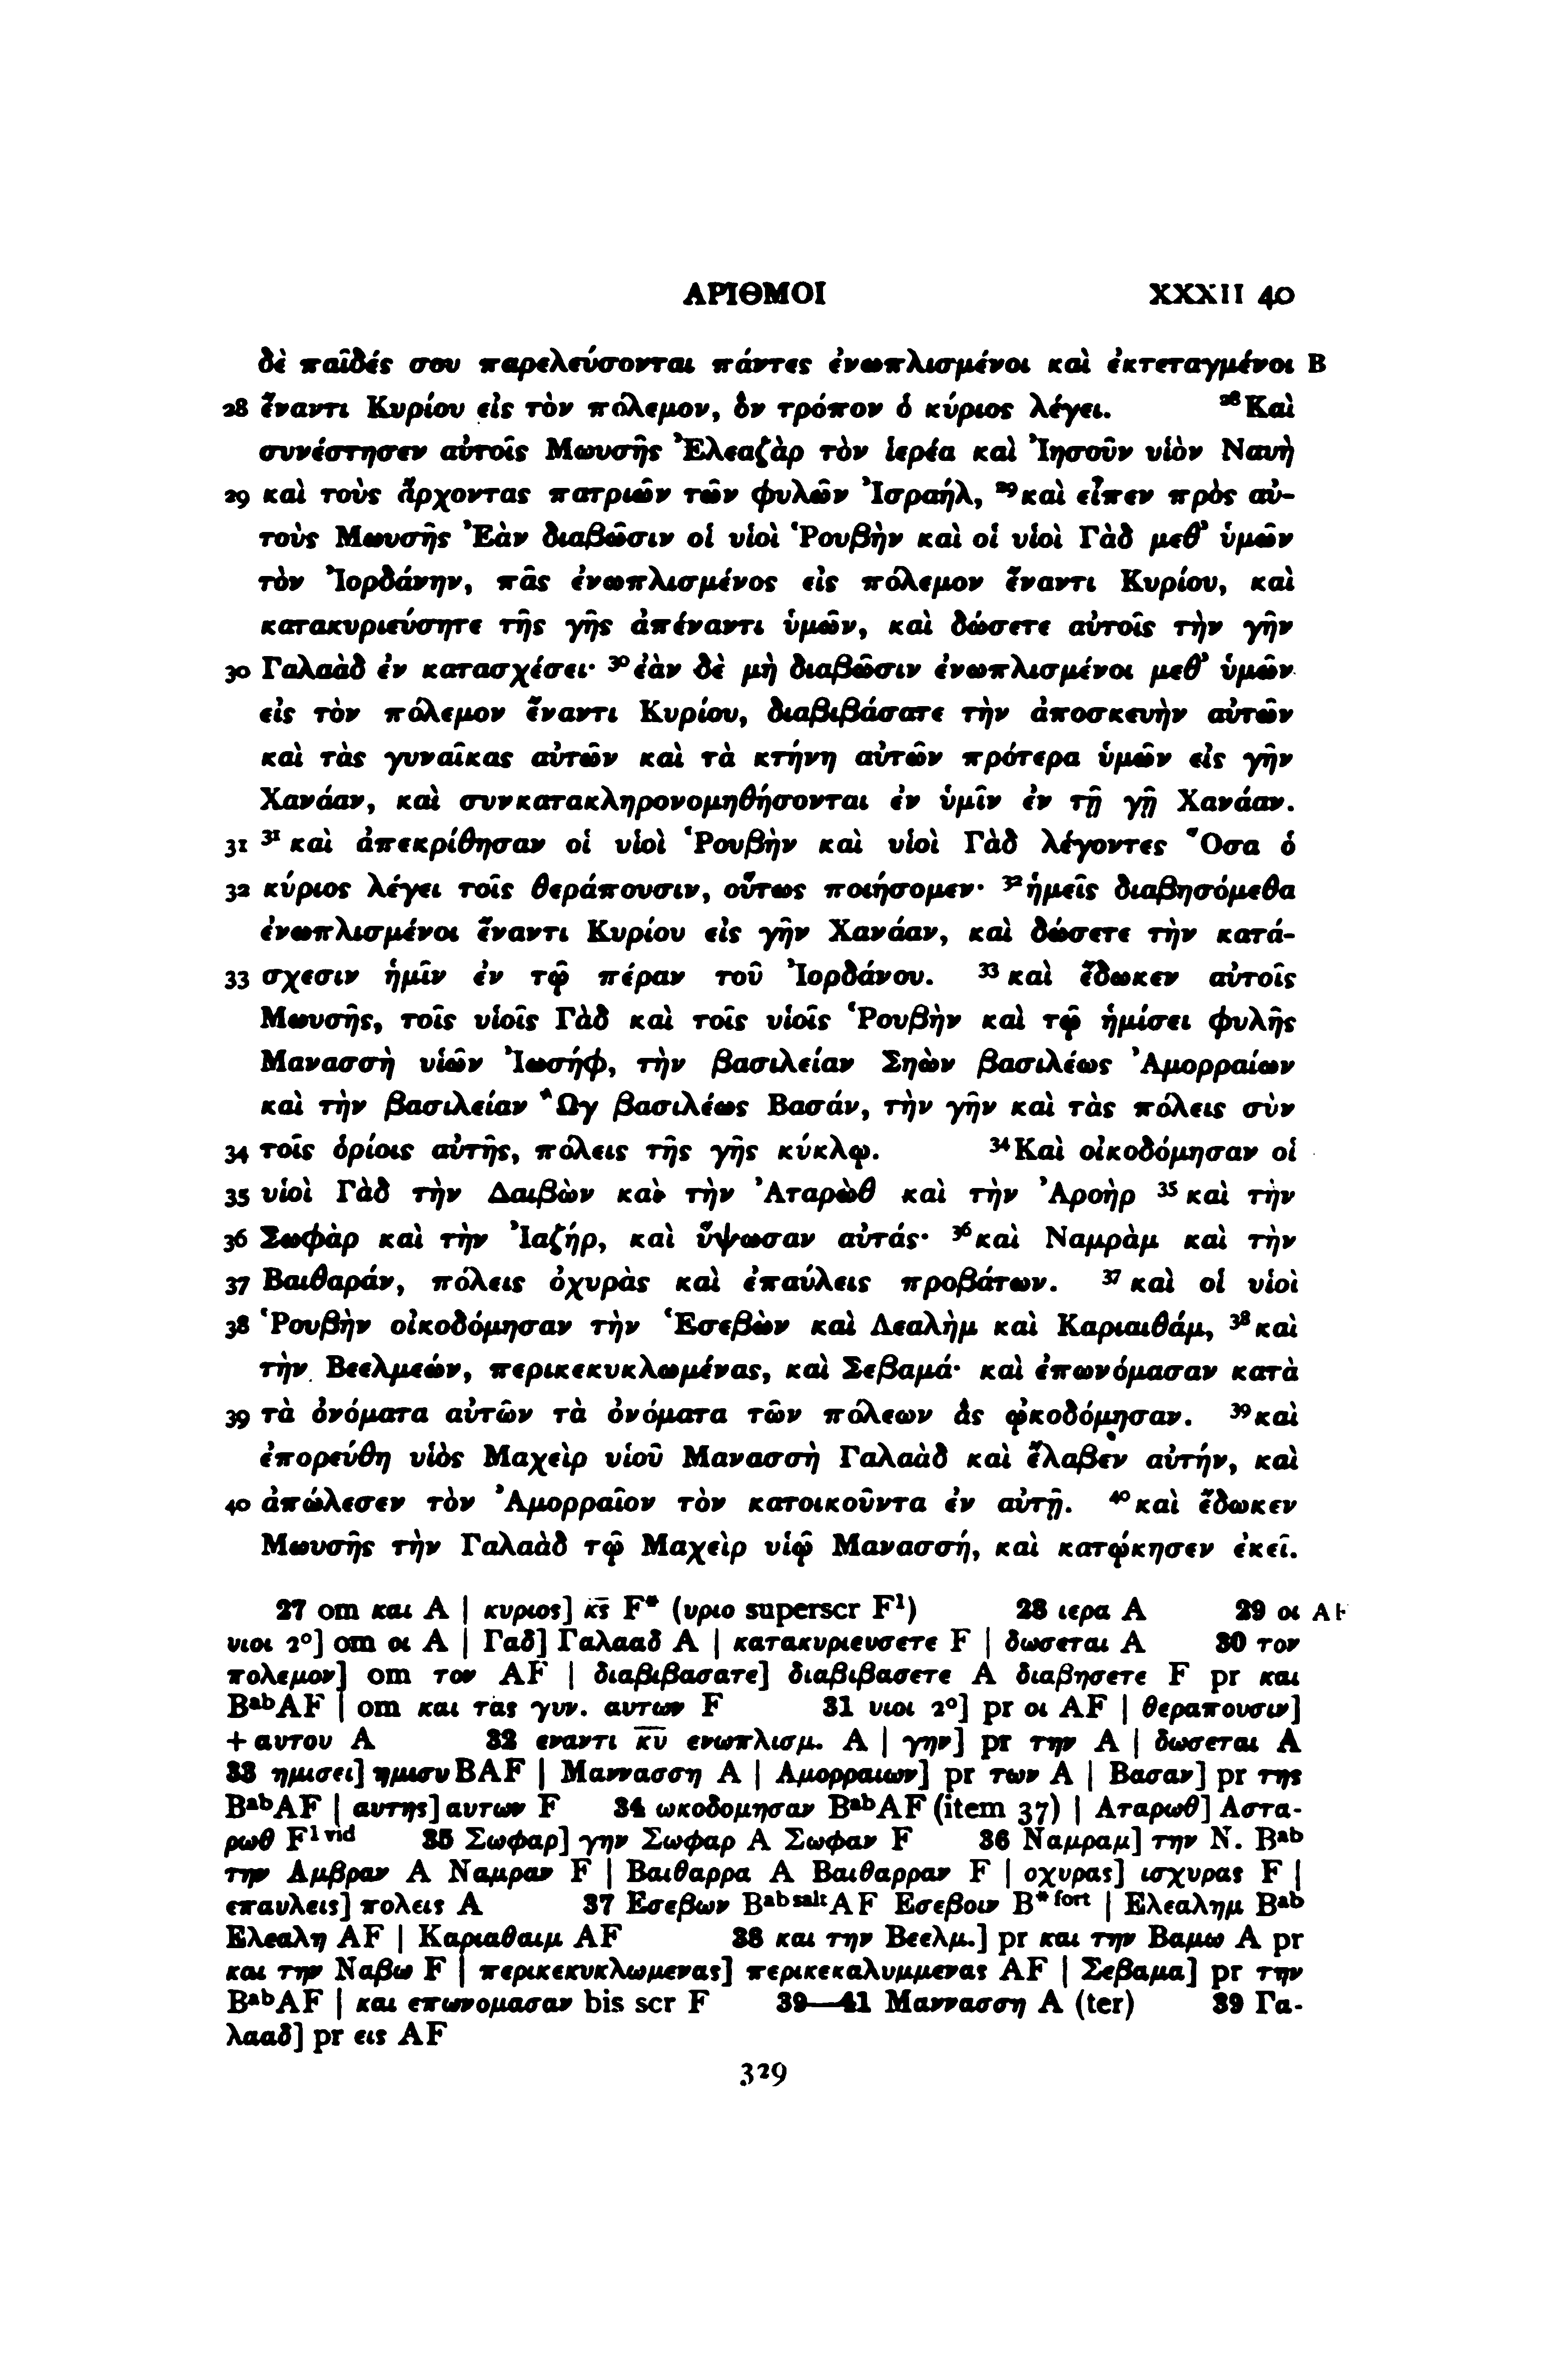 ΑΡΙΘΜΟΙ XXXII 40
δὲ παῖδές σου παρελεύσονται πάντες ἐνωπλισμένοι καὶ ἐκτεταγμένοι B
28 ἔναντι Κυρίου εἰς τὸν πόλεμον, ὃν τρόπον ὁ κύριος λέγει. 28 Καὶ
συνέστησεν αὐτοῖς Μωυσῆς Ἐλεαζὰρ τὸν ἱερέα καὶ Ἰησοῦν υἱὸν Ναυὴ
29 καὶ τοὺς ἄρχοντας πατριῶν τῶν φυλῶν Ἰσραήλ, 29 καὶ εἶπεν πρὸς αὐ-
τοὺς Μωυσῆς Ἐὰν διαβῶσιν οἱ υἱοὶ Ῥουβὴν καὶ οἱ υἱοὶ Γὰδ μεθ᾽ ὑμῶν
τὸν Ἰορδάνην, πᾶς ἐνωπλισμένος εἰς πόλεμον ἔναντι Κυρίου, καὶ
κατακυριεύσητε τῆς γῆς ἀπέναντι ὑμῶν, καὶ δώσετε αὐτοῖς τὴν γῆν
30 Γαλαὰδ ἐν κατασχέσει· 30 ἐὰν δὲ μὴ διαβῶσιν ἐνωπλισμένοι μεθ᾽ ὑμῶν
εἰς τὸν πόλεμον ἔναντι Κυρίου, διαβιβάσατε τὴν ἀποσκευὴν αὐτῶν
καὶ τὰς γυναῖκας αὐτῶν καὶ τὰ κτήνη αὐτῶν πρότερα ὑμῶν εἰς γῆν
Χανάαν, καὶ συνκατακληρονομηθήσονται ἐν ὑμῖν ἐν τῇ γῇ Χανάαν.
31 31 καὶ ἀπεκρίθησαν οἱ υἱοὶ Ῥουβὴν καὶ υἱοὶ Γὰδ λέγοντες Ὅσα ὁ
32 κύριος λέγει τοῖς θεράπουσιν, οὕτως ποιήσομεν· 32 ἡμεῖς διαβησόμεθα
ἐνωπλισμένοι ἔναντι Κυρίου εἰς γῆν Χανάαν, καὶ δώσετε τὴν κατά-
33 σχεσιν ἡμῖν ἐν τῷ πέραν τοῦ Ἰορδάνου. 33 καὶ ἔδωκεν αὐτοῖς
Μωυσῆς, τοῖς υἱοῖς Γὰδ καὶ τοῖς υἱοῖς Ῥουβὴν καὶ τῷ ἡμίσει φυλῆς
Μανασσὴ υἱῶν Ἰωσήφ, τὴν βασιλείαν Σηὼν βασιλέως Ἀμορραίων
καὶ τὴν βασιλείαν Ὢγ βασιλέως Βασάν, τὴν γῆν καὶ τὰς πόλεις σὺν
34 τοῖς ὁρίοις αὐτῆς, πόλεις τῆς γῆς κύκλῳ. 34 Καὶ οἰκοδόμησαν οἱ
35 υἱοὶ Γὰδ τὴν Δαιβὼν καὶ τὴν Ἀταρὼθ καὶ τὴν Ἀροὴρ 35 καὶ τὴν
36 Σωφὰρ καὶ τὴν Ἰαζήρ, καὶ ὕψωσαν αὐτάς· 36 καὶ Ναμρὰμ καὶ τὴν
37 Βαιθαράν, πόλεις ὀχυρὰς καὶ ἐπαύλεις προβάτων. 37 καὶ οἱ υἱοὶ
38 Ῥουβὴν οἰκοδόμησαν τὴν Ἑσεβὼν καὶ Λεαλὴμ καὶ Καριαιθάμ, 38 καὶ
τὴν Βεελμεών, περικεκυκλωμένας, καὶ Σεβαμά· καὶ ἐπωνόμασαν κατὰ
39 τὰ ὀνόματα αὐτῶν τὰ ὀνόματα τῶν πόλεων ἃς ᾠκοδόμησαν. 39 καὶ
ἐπορεύθη υἱὸς Μαχεὶρ υἱοῦ Μανασσὴ Γαλαὰδ καὶ ἔλαβεν αὐτήν, καὶ
40 ἀπώλεσεν τὸν Ἀμορραῖον τὸν κατοικοῦντα ἐν αὐτῇ. 40 καὶ ἔδωκεν
Μωυσῆς τὴν Γαλαὰδ τῷ Μαχεὶρ υἱῷ Μανασσή, καὶ κατῴκησεν ἐκεῖ.
27 om και A | κυριος] κ̅ς̅ F* (υριο superscr F¹) 28 ιερα A 29 οι AF
υιοι 2°] om οι A | Γαδ] Γαλααδ A | κατακυριευσετε F | δωσεται A 30 τον
πολεμον] om τον AF | διαβιβασατε] διαβιβασετε A διαβησετε F pr και
BᵃᵇAF | om και τας γυν. αυτων F 31 υιοι 2°] pr οι AF | θεραπουσιν]
+αυτου A 32 εναντι κ̅υ̅ ενωπλισμ. A | γην] pr την A | δωσεται A
33 ημισει] ημισυ BAF | Μαννασση A | Αμορραιων] pr των A | Βασαν] pr της
BᵃᵇAF | αυτης] αυτων F 34 ωκοδομησαν BᵃᵇAF (item 37) | Αταρωθ] Αστα-
ρωθ F¹ᵛⁱᵈ 35 Σωφαρ] γην Σωφαρ A Σωφαν F 36 Ναμραμ] την Ν. Bᵃᵇ
την Αμβραν A Ναμραν F | Βαιθαρρα A Βαιθαρραν F | οχυρας] ισχυρας F |
επαυλεις] πολεις A 37 Εσεβων Bᵃᵇ ˢᵃˡᵗAF Εσεβοιν B* ᶠᵒʳᵗ | Ελεαλημ Bᵃᵇ
Ελεαλη AF | Καριαθαιμ AF 38 και την Βεελμ.] pr και την Βαμω A pr
και την Ναβω F | περικεκυκλωμενας] περικεκαλυμμενας AF | Σεβαμα] pr την
BᵃᵇAF | και επωνομασαν bis scr F 39—41 Μαννασση A (ter) 39 Γα-
λααδ] pr εις AF
329